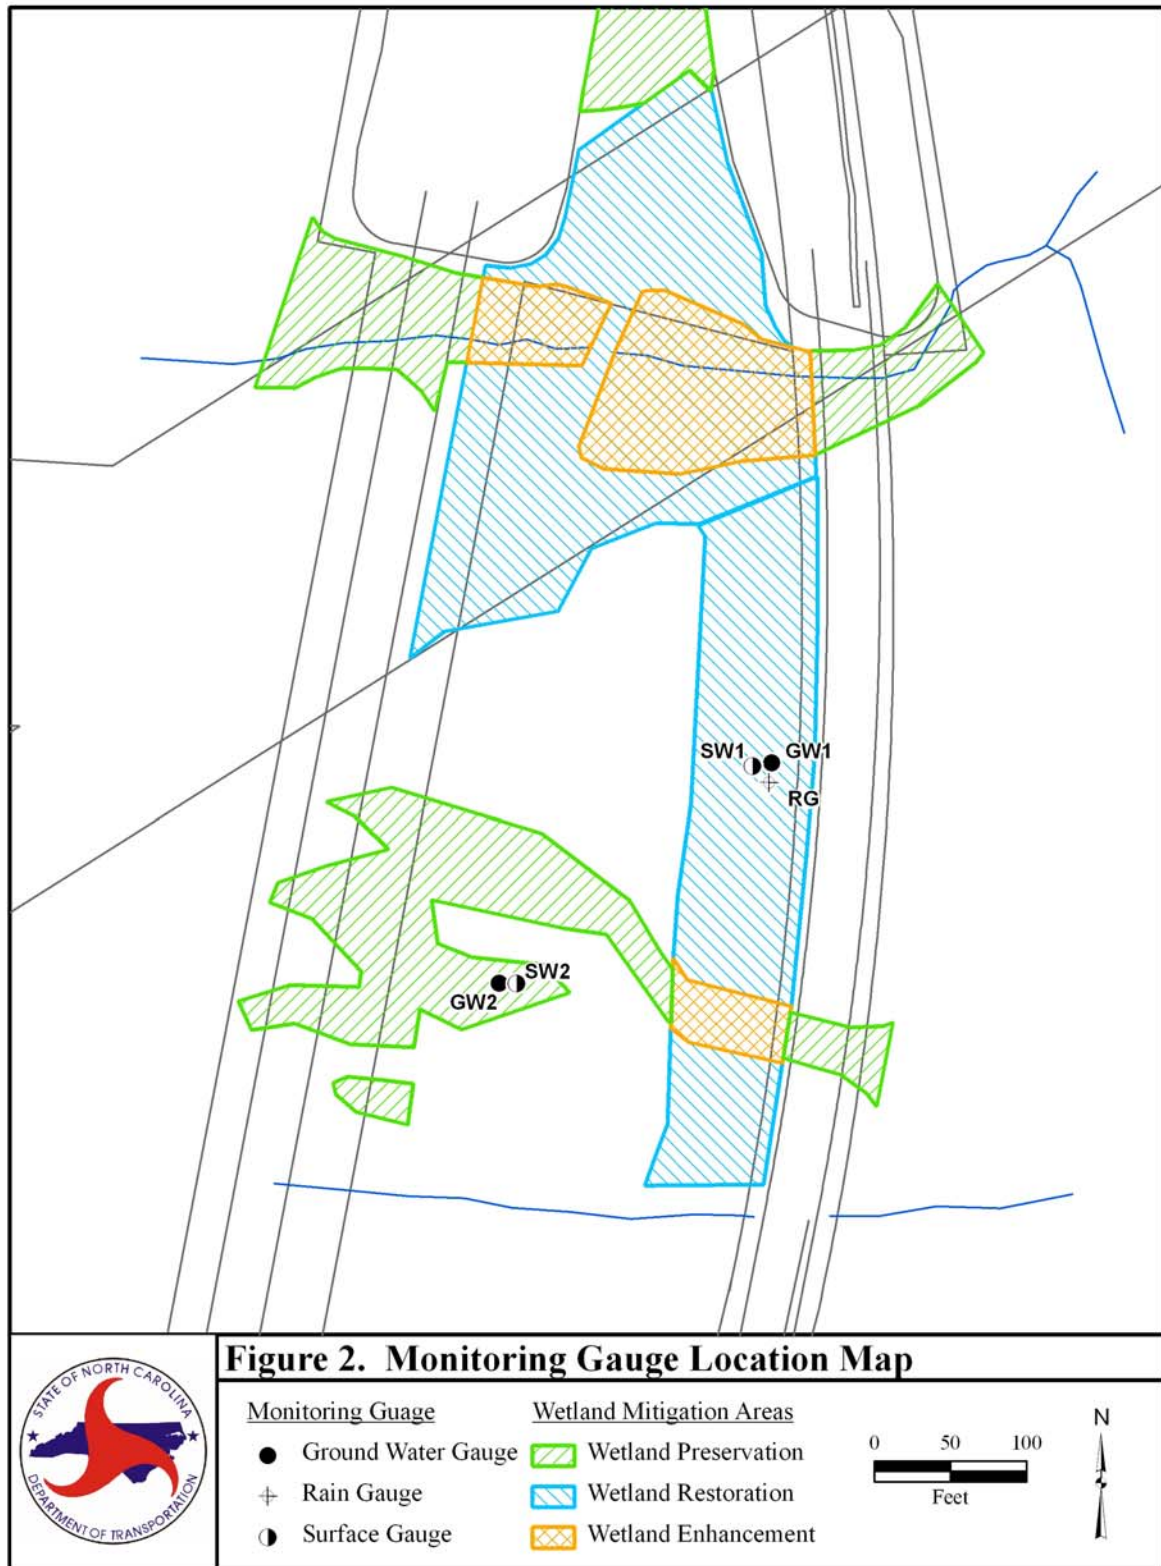 SW1
GW1
RG
SW2
GW2
STATE OF NORTH CAROLINA
DEPARTMENT OF TRANSPORTATION
Figure 2. Monitoring Gauge Location Map
Monitoring Guage
Ground Water Gauge
Rain Gauge
Surface Gauge
Wetland Mitigation Areas
Wetland Preservation
Wetland Restoration
Wetland Enhancement
0 50 100
Feet
N